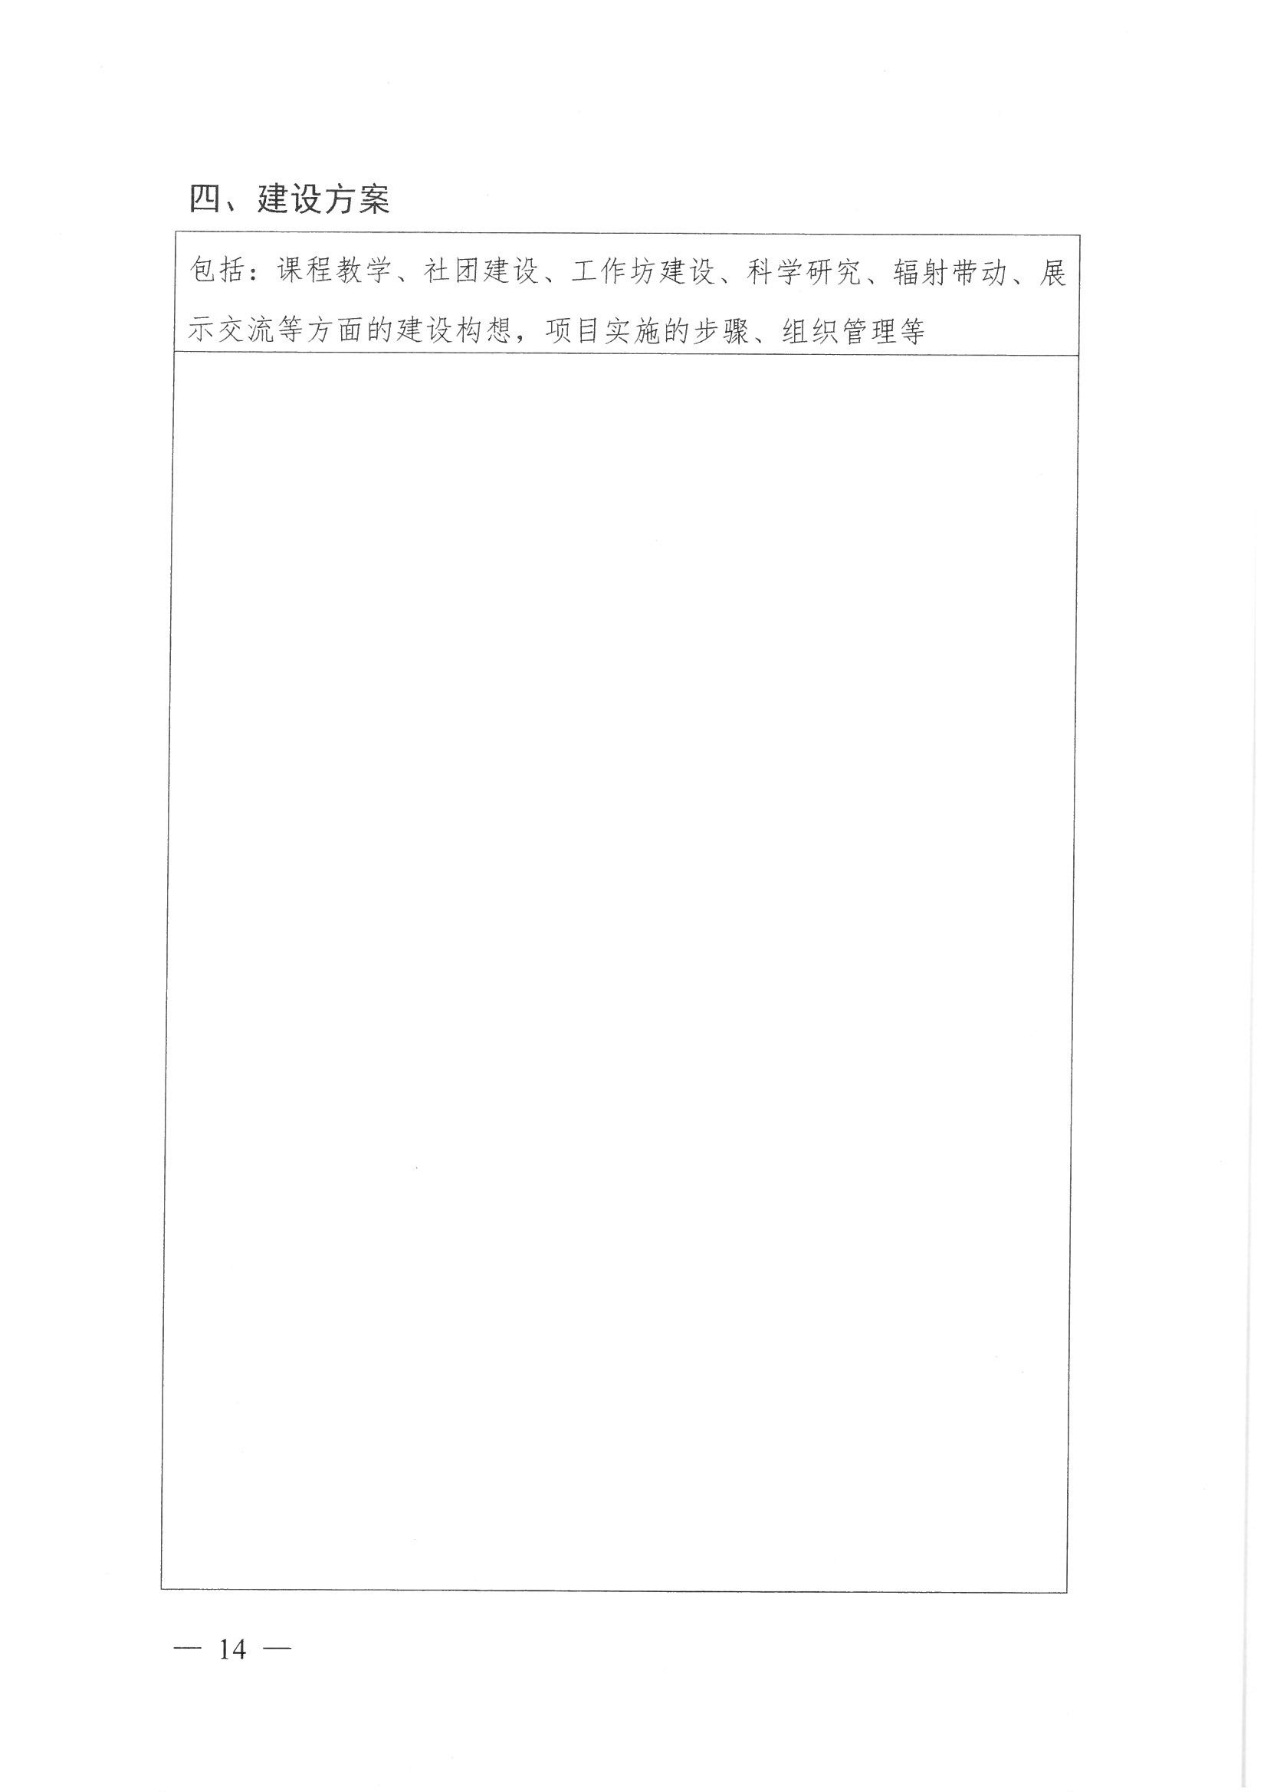 四、建设方案
包括：课程教学、社团建设、工作坊建设、科学研究、辐射带动、展
示交流等方面的建设构想，项目实施的步骤、组织管理等
— 14 —